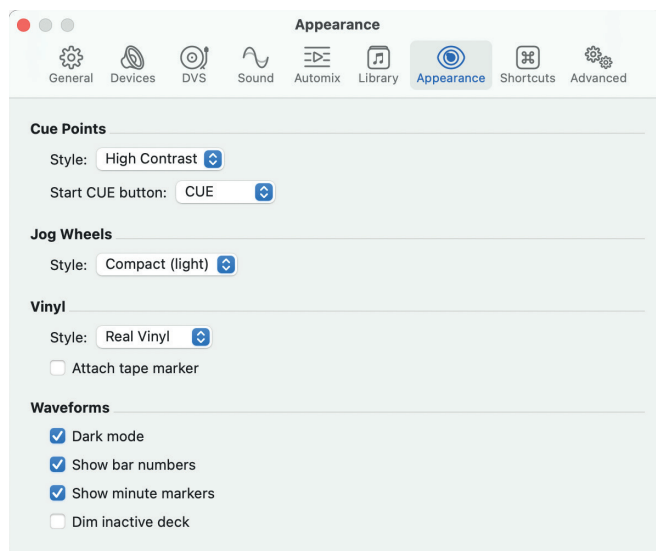 Appearance
General Devices DVS Sound Automix Library Appearance Shortcuts Advanced
Cue Points
Style: High Contrast
Start CUE button: CUE
Jog Wheels
Style: Compact (light)
Vinyl
Style: Real Vinyl
Attach tape marker
Waveforms
Dark mode
Show bar numbers
Show minute markers
Dim inactive deck